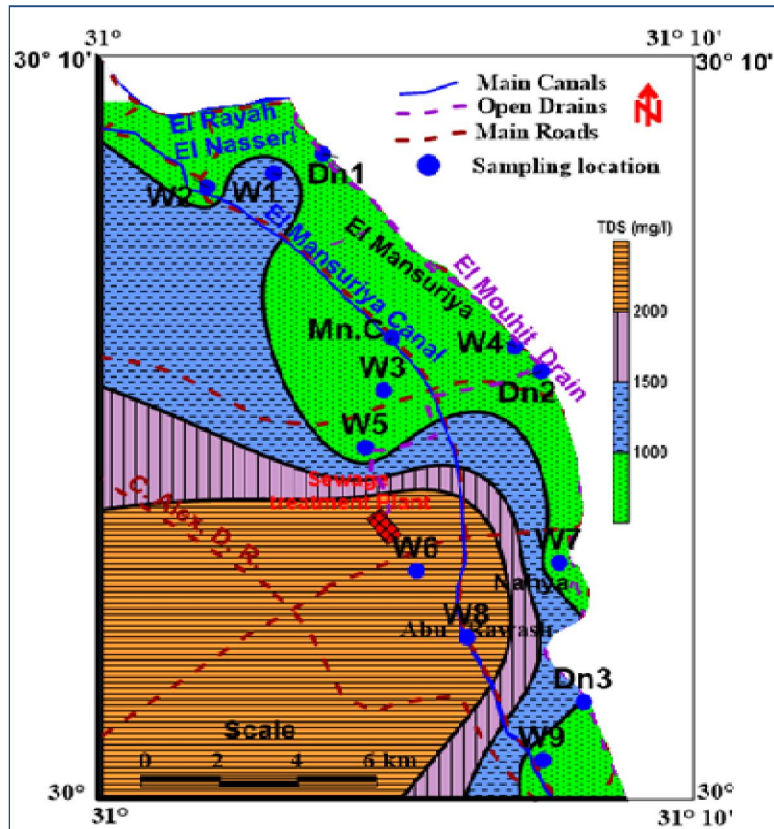 31°
31° 10'
30° 10'
30° 10'
Main Canals
Open Drains
Main Roads
Sampling location
N
El Rayah
El Nasseri
Dn1
W2
W1
El Mansuriya Canal
El Mansuriya
El Mouhit Drain
TDS (mg/l)
2000
1500
1000
Mn.C
W4
W3
Dn2
W5
Sewage
treatment Plant
C. Alex. D. R.
W6
W7
Nahya
W8
Abu Rawash
Dn3
Scale
W9
0 2 4 6 km
30°
30°
31°
31° 10'